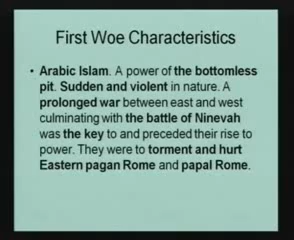 First Woe Characteristics
• Arabic Islam. A power of the bottomless
pit. Sudden and violent in nature. A
prolonged war between east and west
culminating with the battle of Ninevah
was the key to and preceded their rise to
power. They were to torment and hurt
Eastern pagan Rome and papal Rome.